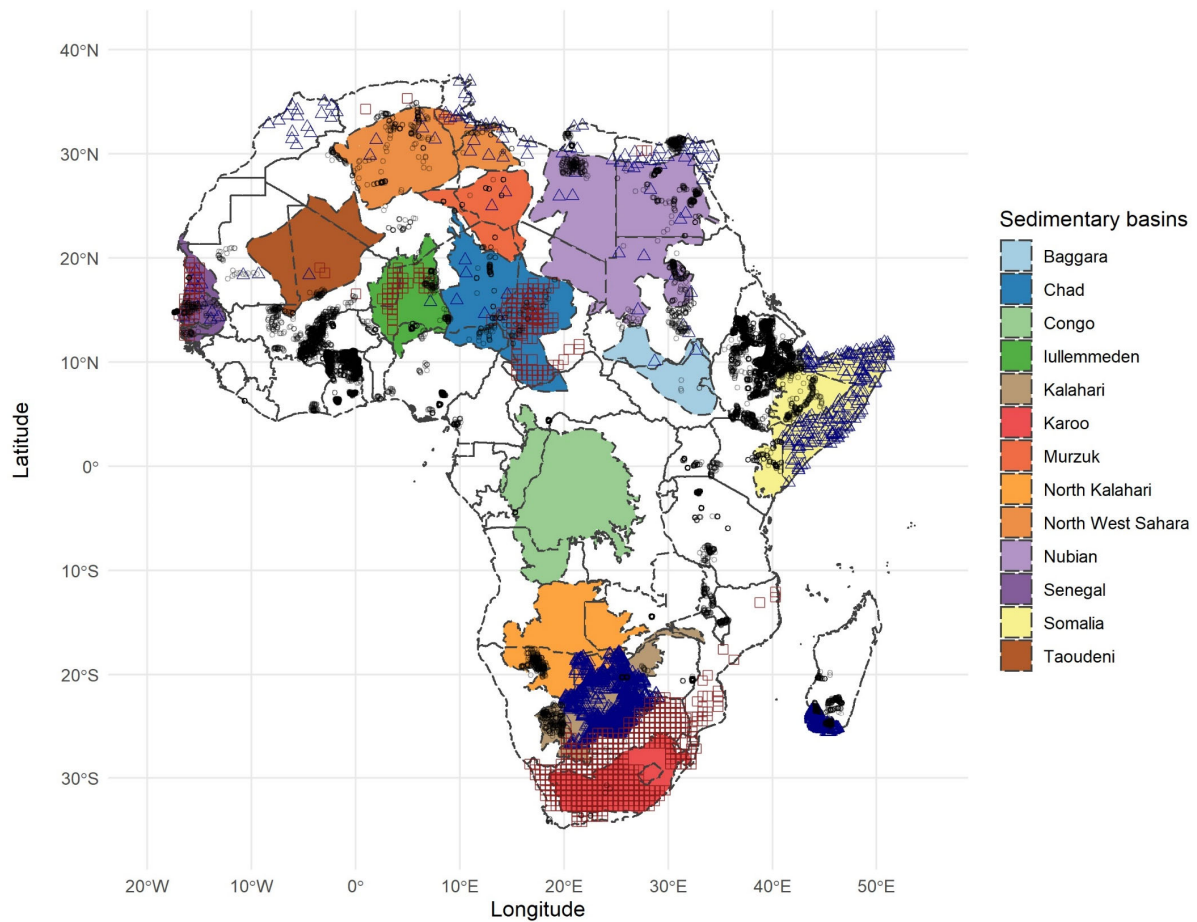 40°N
30°N
20°N
10°N
0°
10°S
20°S
30°S
Latitude
20°W
10°W
0°
10°E
20°E
30°E
40°E
50°E
Longitude
Sedimentary basins
Baggara
Chad
Congo
Iullemmeden
Kalahari
Karoo
Murzuk
North Kalahari
North West Sahara
Nubian
Senegal
Somalia
Taoudeni